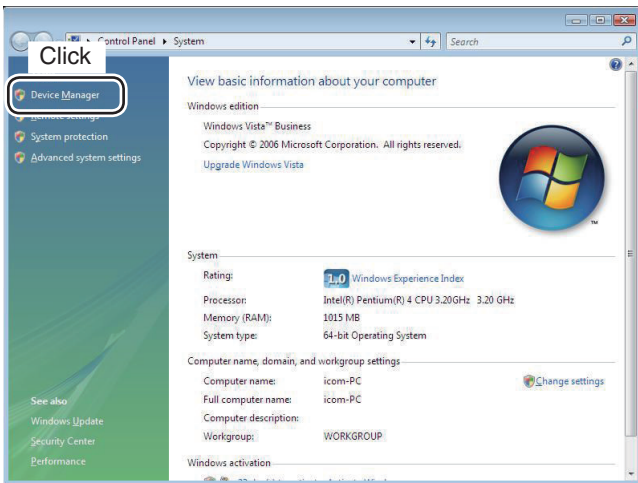 Control Panel ▸ System
Search
Click
Device Manager
Remote settings
System protection
Advanced system settings
See also
Windows Update
Security Center
Performance
View basic information about your computer
Windows edition
Windows Vista™ Business
Copyright © 2006 Microsoft Corporation. All rights reserved.
Upgrade Windows Vista
TM
System
Rating: 1.0 Windows Experience Index
Processor: Intel(R) Pentium(R) 4 CPU 3.20GHz 3.20 GHz
Memory (RAM): 1015 MB
System type: 64-bit Operating System
Computer name, domain, and workgroup settings
Computer name: icom-PC Change settings
Full computer name: icom-PC
Computer description:
Workgroup: WORKGROUP
Windows activation